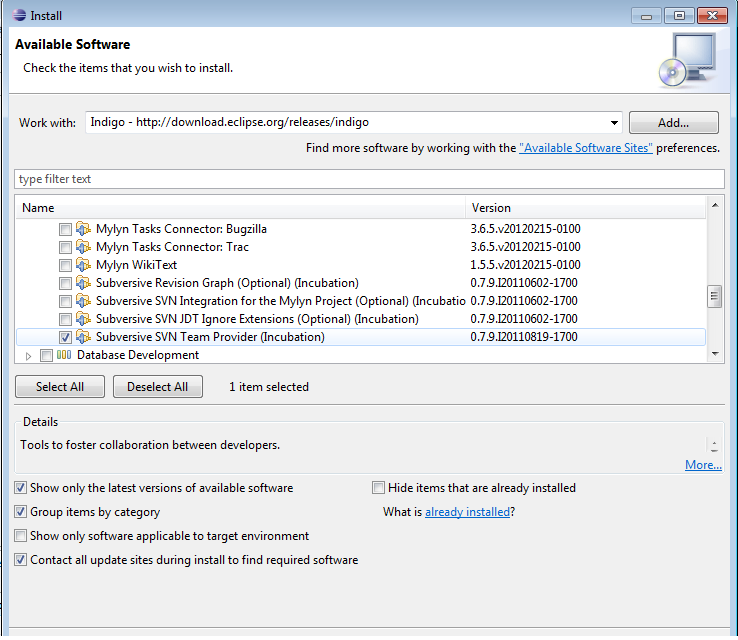 Install
Available Software
Check the items that you wish to install.
Work with: Indigo - http://download.eclipse.org/releases/indigo Add...
Find more software by working with the "Available Software Sites" preferences.
type filter text
Name Version
Mylyn Tasks Connector: Bugzilla 3.6.5.v20120215-0100
Mylyn Tasks Connector: Trac 3.6.5.v20120215-0100
Mylyn WikiText 1.5.5.v20120215-0100
Subversive Revision Graph (Optional) (Incubation) 0.7.9.I20110602-1700
Subversive SVN Integration for the Mylyn Project (Optional) (Incubatio 0.7.9.I20110602-1700
Subversive SVN JDT Ignore Extensions (Optional) (Incubation) 0.7.9.I20110602-1700
Subversive SVN Team Provider (Incubation) 0.7.9.I20110819-1700
Database Development
Select All Deselect All 1 item selected
Details
Tools to foster collaboration between developers.
More...
Show only the latest versions of available software Hide items that are already installed
Group items by category What is already installed?
Show only software applicable to target environment
Contact all update sites during install to find required software